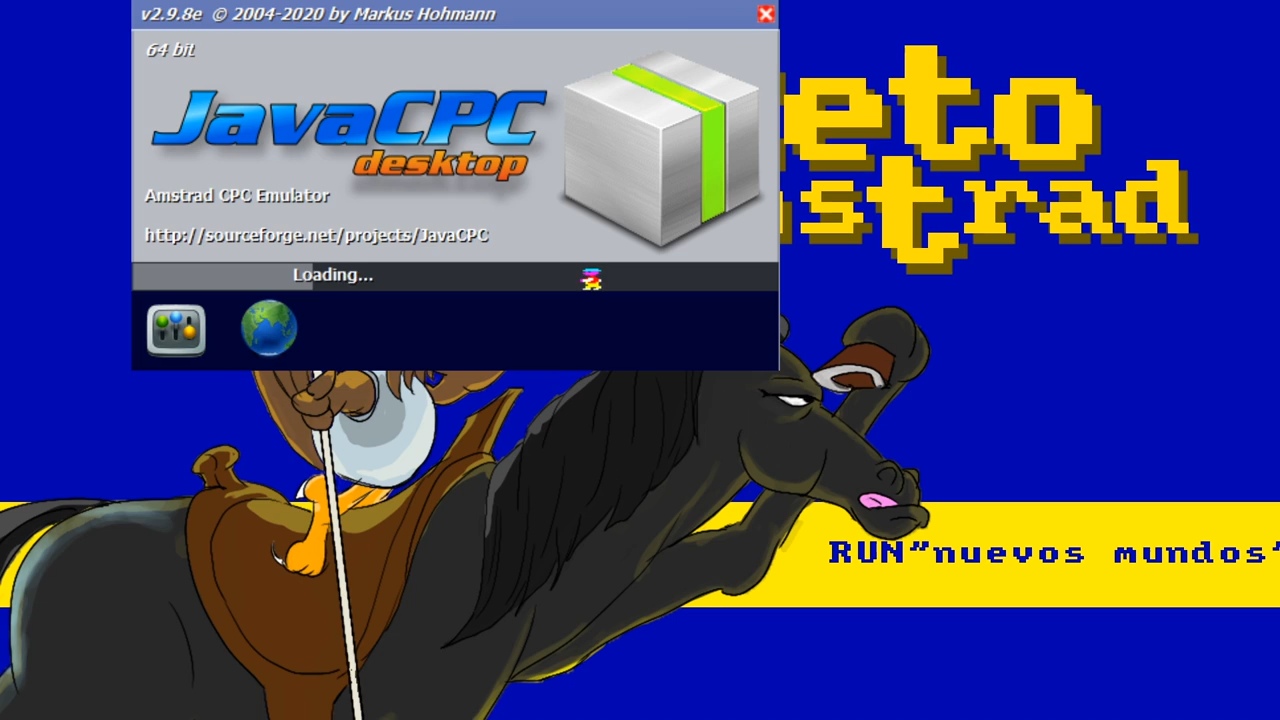 v2.9.8e © 2004-2020 by Markus Hohmann
64 bit
JavaCPC
desktop
Amstrad CPC Emulator
http://sourceforge.net/projects/JavaCPC
Loading...
eto
strad
RUN"nuevos mundos"